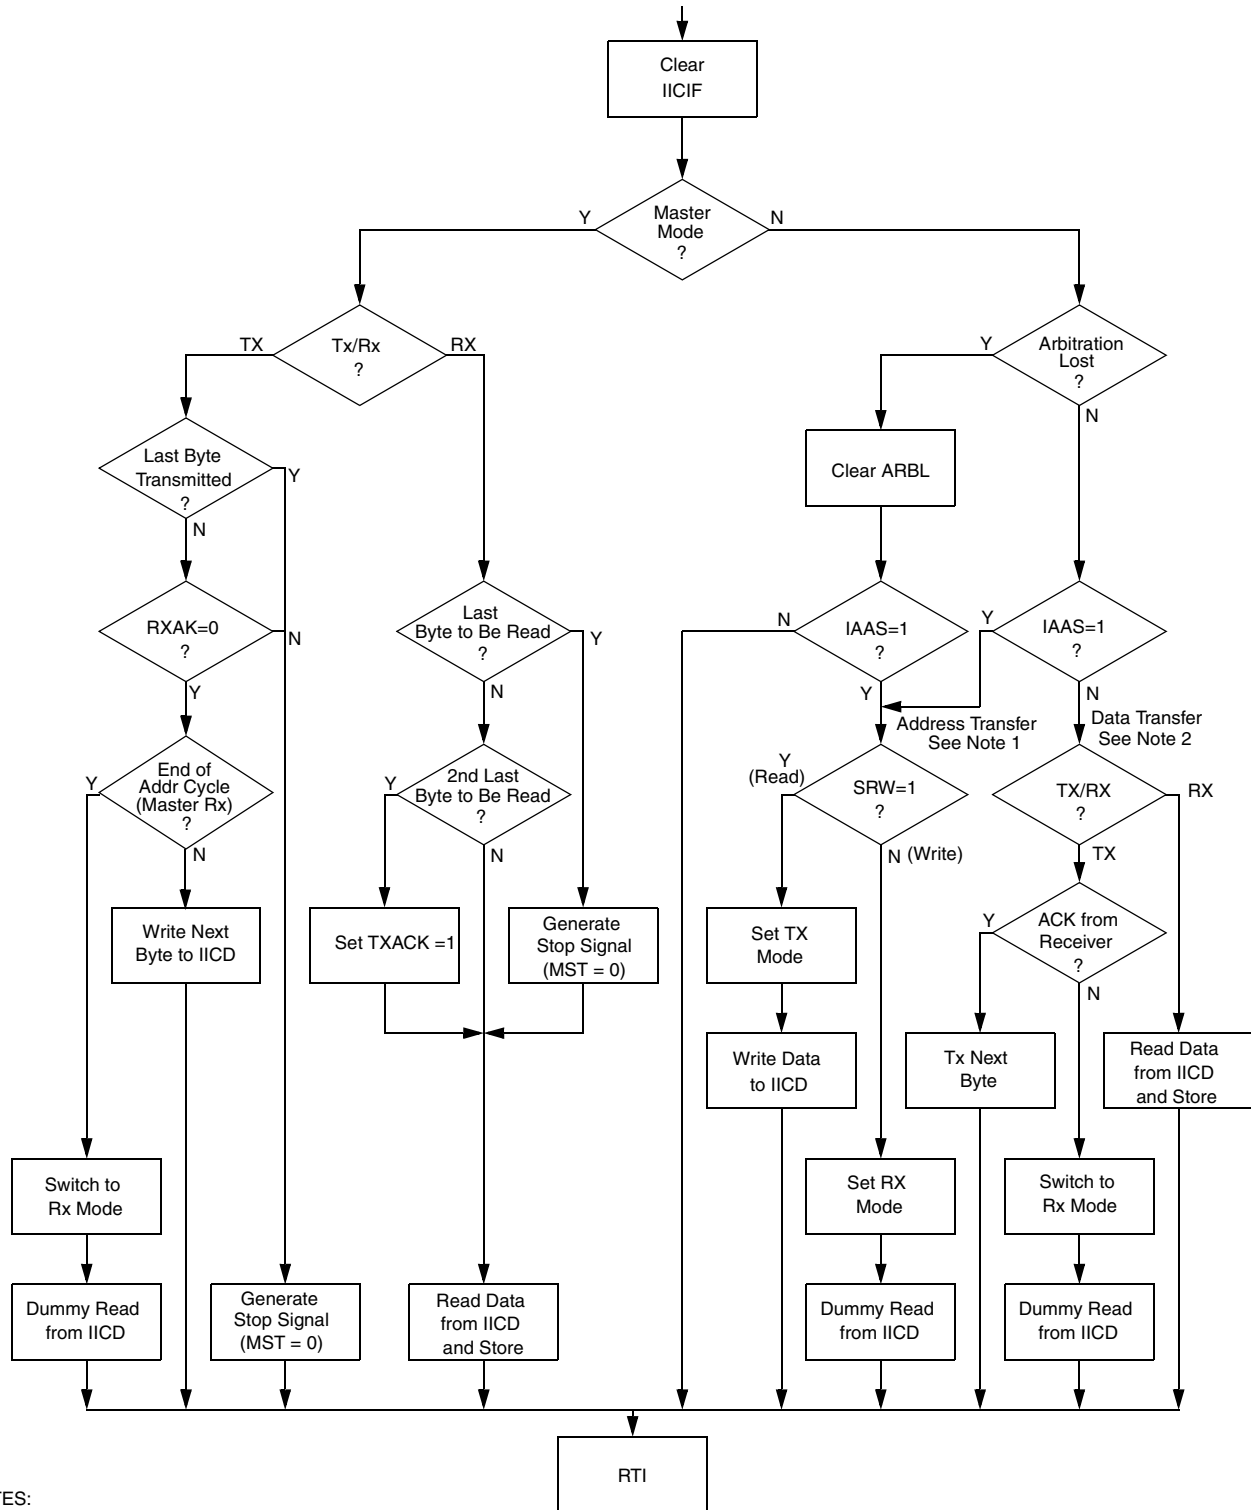 Clear
IICIF
Master
Mode
?
Y
N
Tx/Rx
?
TX
RX
Arbitration
Lost
?
Y
N
Last Byte
Transmitted
?
Y
N
Clear ARBL
RXAK=0
?
N
Y
Last
Byte to Be Read
?
Y
N
IAAS=1
?
N
Y
IAAS=1
?
Y
N
Address Transfer
See Note 1
Data Transfer
See Note 2
End of
Addr Cycle
(Master Rx)
?
Y
N
2nd Last
Byte to Be Read
?
Y
N
SRW=1
?
Y
(Read)
N (Write)
TX/RX
?
RX
TX
Write Next
Byte to IICD
Set TXACK =1
Generate
Stop Signal
(MST = 0)
Set TX
Mode
ACK from
Receiver
?
Y
N
Write Data
to IICD
Tx Next
Byte
Read Data
from IICD
and Store
Switch to
Rx Mode
Set RX
Mode
Switch to
Rx Mode
Dummy Read
from IICD
Generate
Stop Signal
(MST = 0)
Read Data
from IICD
and Store
Dummy Read
from IICD
Dummy Read
from IICD
RTI
TES: